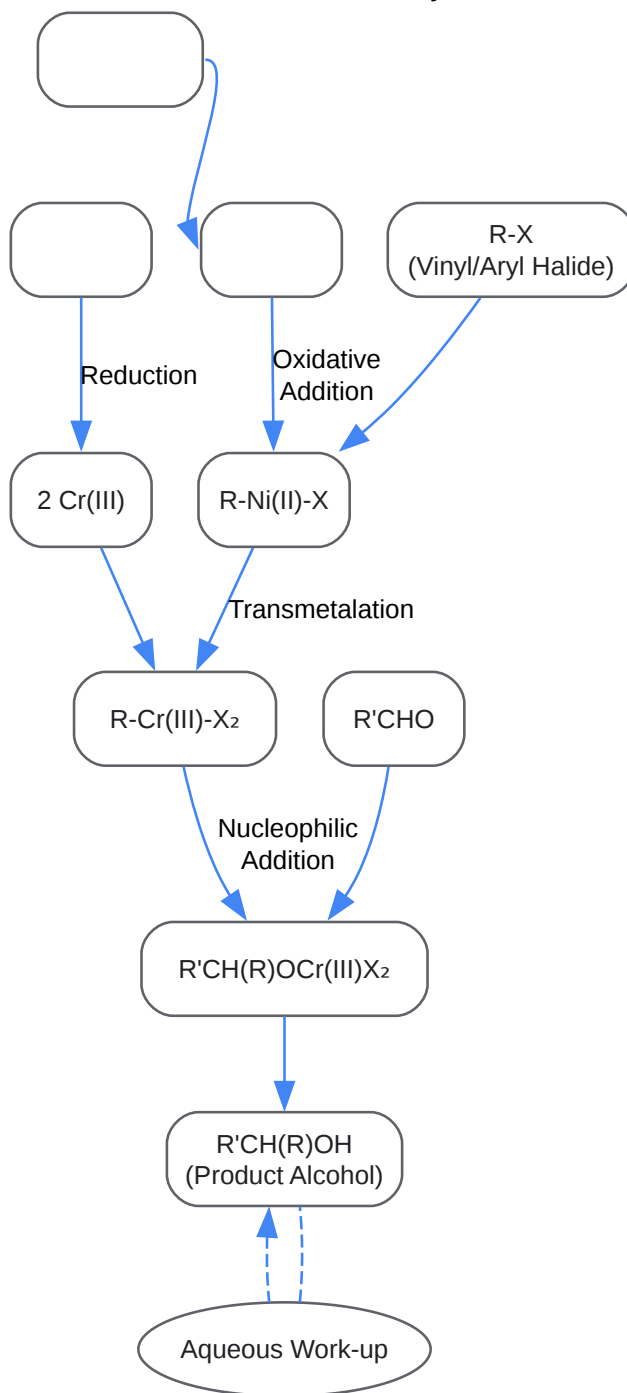 R-X
(Vinyl/Aryl Halide)
Reduction
Oxidative
Addition
2 Cr(III)
R-Ni(II)-X
Transmetalation
R-Cr(III)-X₂
R'CHO
Nucleophilic
Addition
R'CH(R)OCr(III)X₂
R'CH(R)OH
(Product Alcohol)
Aqueous Work-up